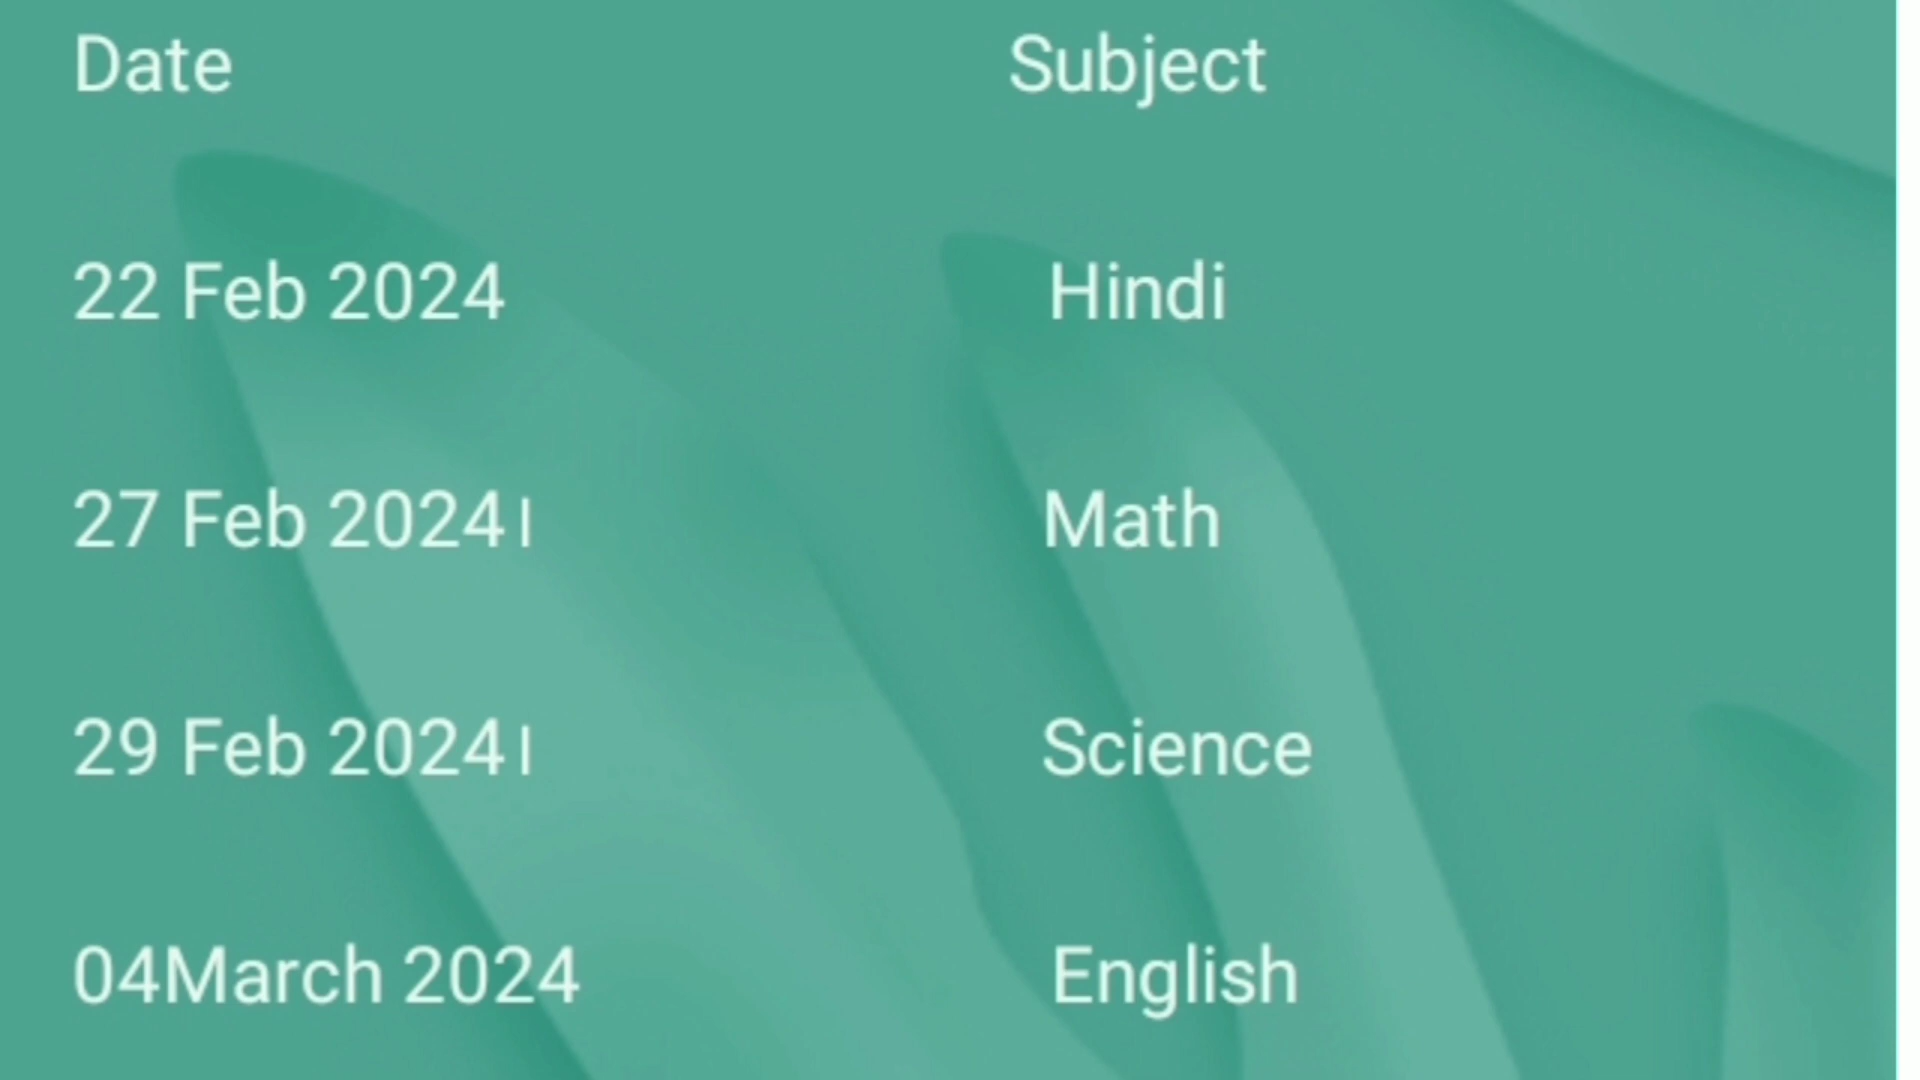 Date Subject
22 Feb 2024 Hindi
27 Feb 2024। Math
29 Feb 2024। Science
04March 2024 English